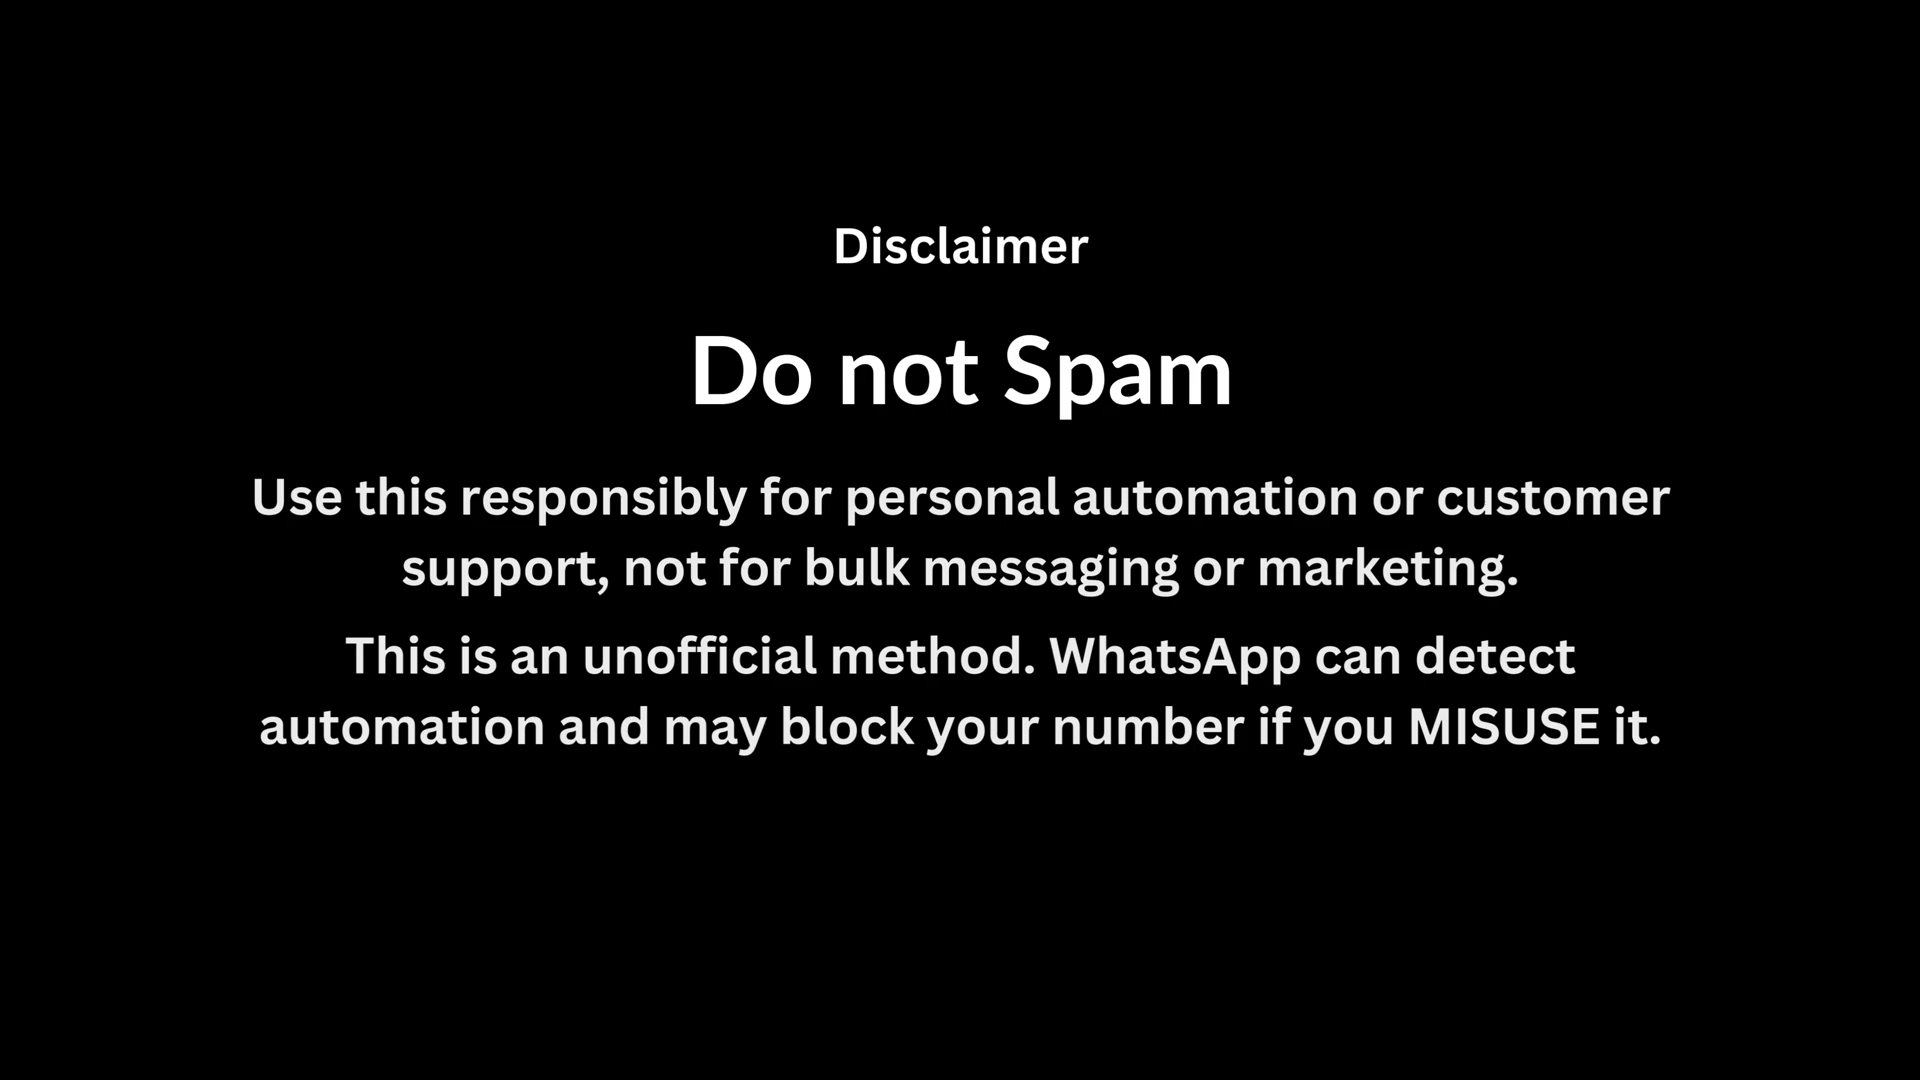 Disclaimer
Do not Spam
Use this responsibly for personal automation or customer
support, not for bulk messaging or marketing.
This is an unofficial method. WhatsApp can detect
automation and may block your number if you MISUSE it.